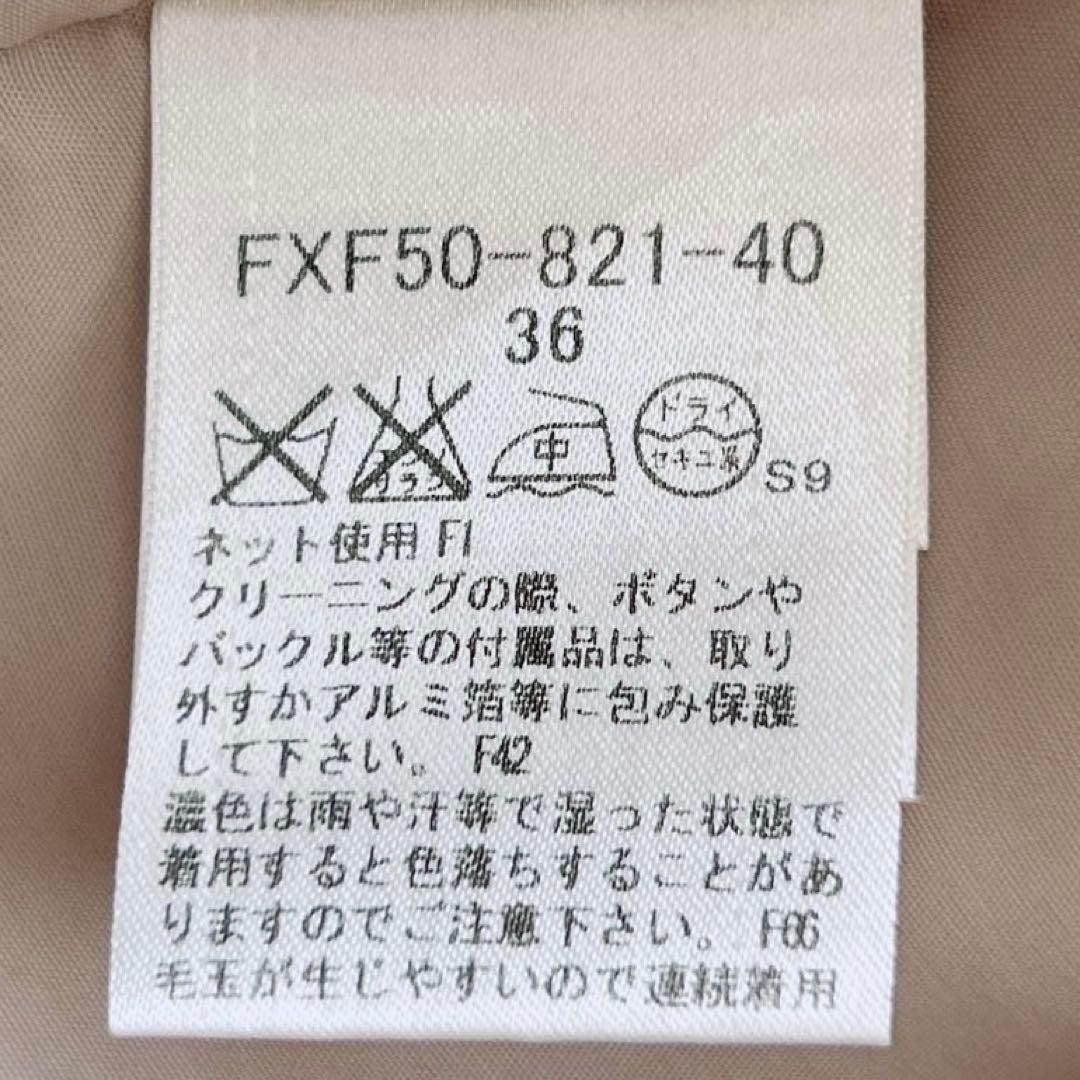 FXF50-821-40
36
エンソ
サラシ
中
ドライ
セキユ系
S9
ネット使用 F1
クリーニングの際、ボタンや
バックル等の付属品は、取り
外すかアルミ箔等に包み保護
して下さい。 F42
濃色は雨や汗等で湿った状態で
着用すると色落ちすることがあ
りますのでご注意下さい。 F66
毛玉が生じやすいので連続着用